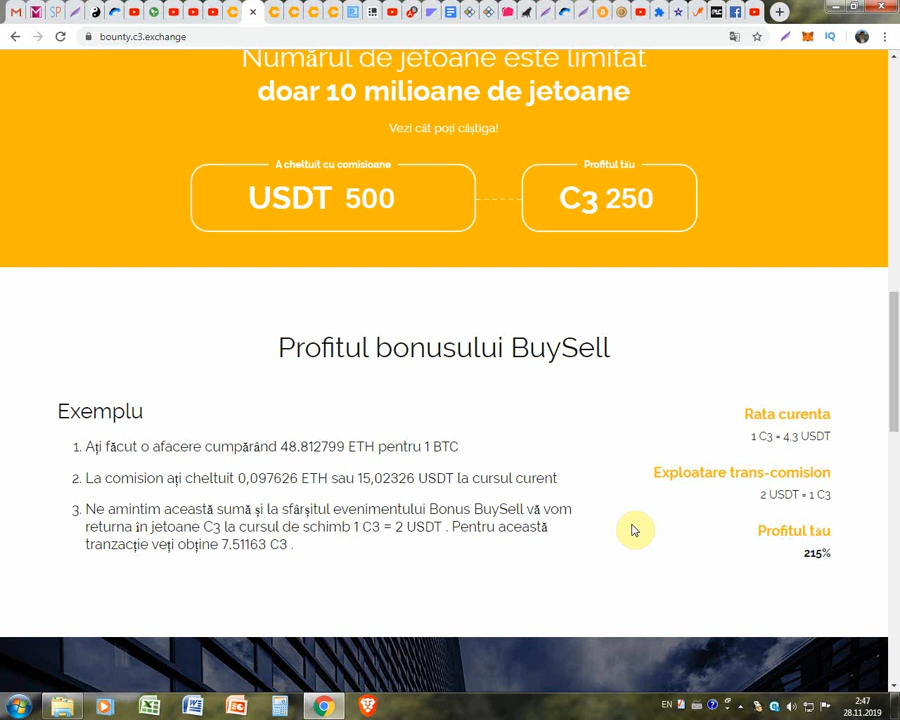 bounty.c3.exchange
Numărul de jetoane este limitat
doar 10 milioane de jetoane
Vezi cât poți câștiga!
A cheltuit cu comisioane
Profitul tău
USDT 500
C3 250
Profitul bonusului BuySell
Exemplu
1. Ați făcut o afacere cumpărând 48.812799 ETH pentru 1 BTC
2. La comision ați cheltuit 0,097626 ETH sau 15,02326 USDT la cursul curent
3. Ne amintim această sumă și la sfârșitul evenimentului Bonus BuySell vă vom
returna în jetoane C3 la cursul de schimb 1 C3 = 2 USDT . Pentru această
tranzacție veți obține 7.51163 C3 .
Rata curenta
1 C3 = 4.3 USDT
Exploatare trans-comision
2 USDT = 1 C3
Profitul tău
215%
EN
2:47
28.11.2019